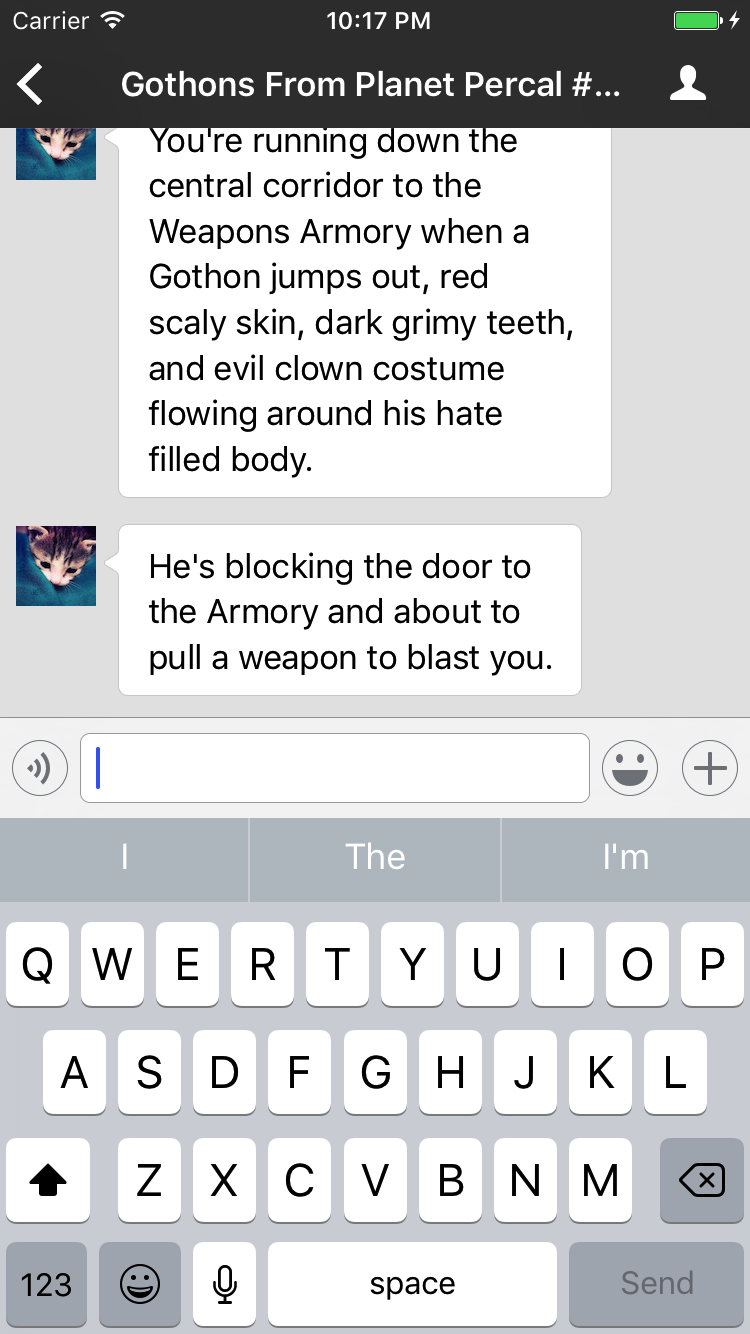 Carrier 10:17 PM
Gothons From Planet Percal #...
You're running down the
central corridor to the
Weapons Armory when a
Gothon jumps out, red
scaly skin, dark grimy teeth,
and evil clown costume
flowing around his hate
filled body.
He's blocking the door to
the Armory and about to
pull a weapon to blast you.
I The I'm
Q W E R T Y U I O P
A S D F G H J K L
Z X C V B N M
123 space Send